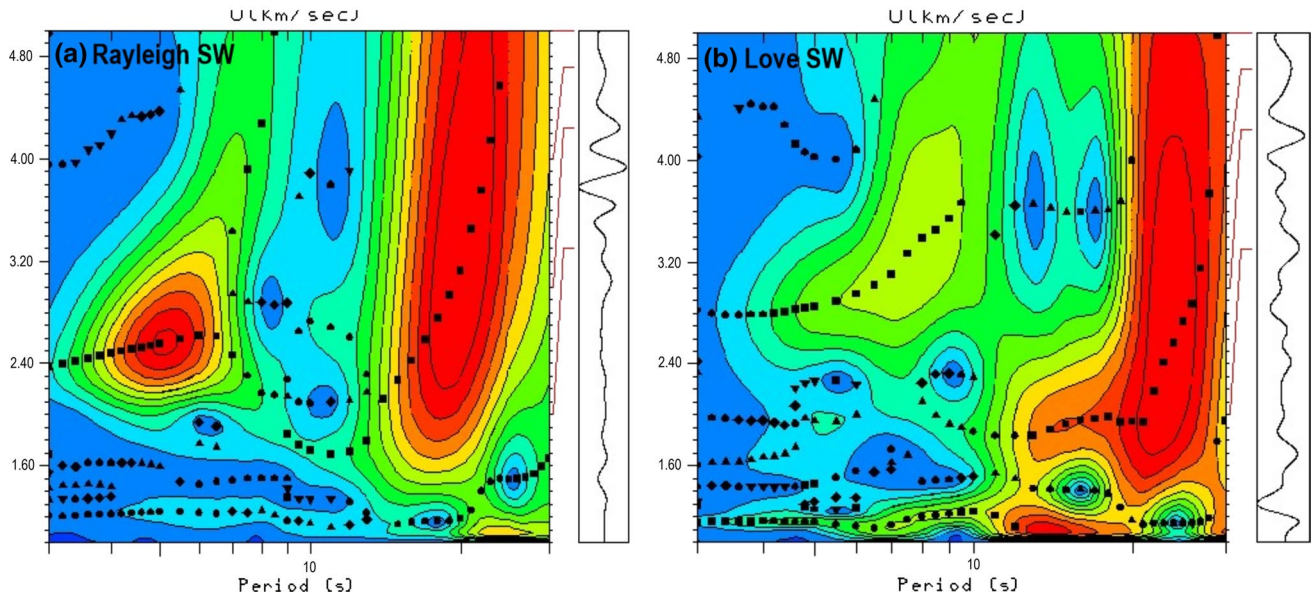 U[Km/sec]
(a) Rayleigh SW
4.80
4.00
3.20
2.40
1.60
10
Period [s]
U[Km/sec]
(b) Love SW
4.80
4.00
3.20
2.40
1.60
10
Period [s]